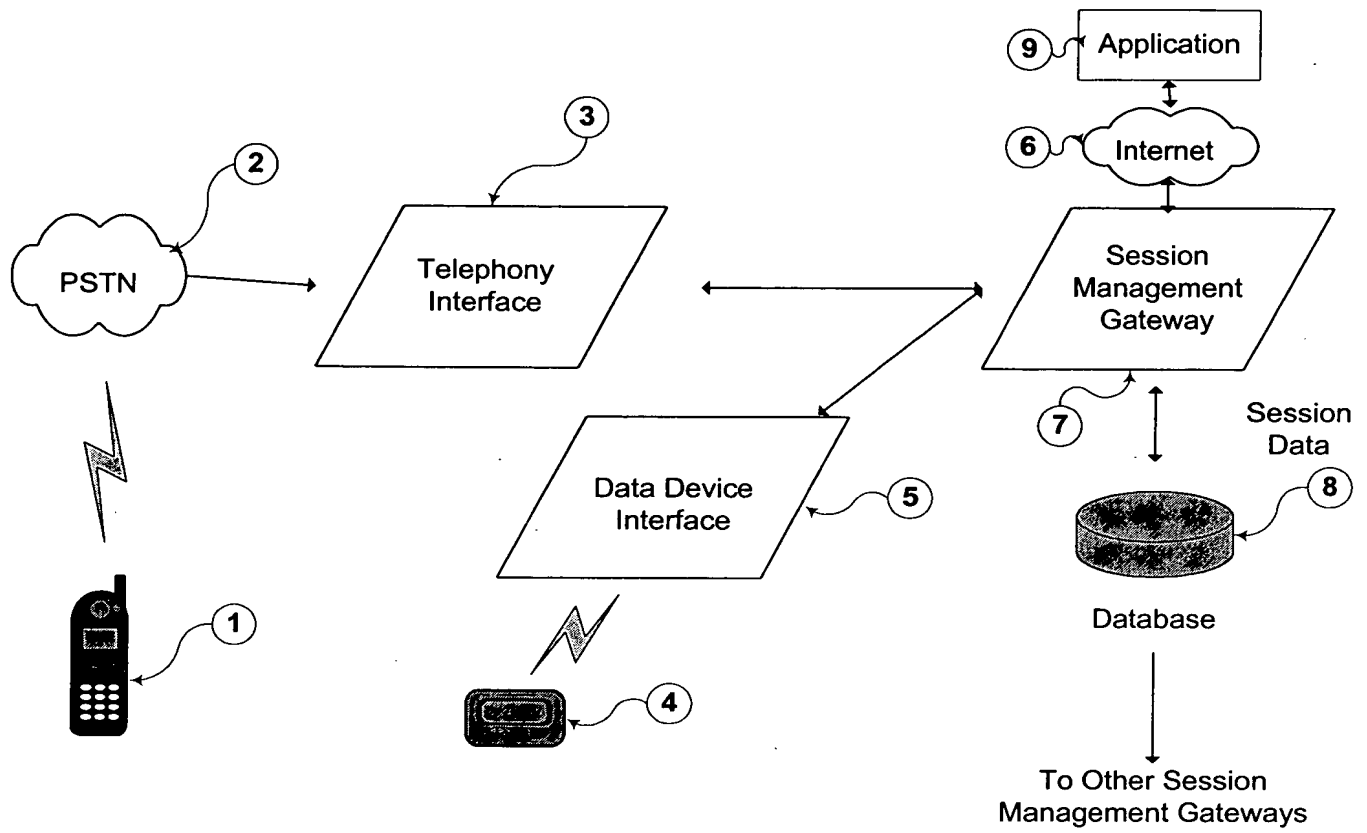 9
Application
3
6
Internet
2
PSTN
Telephony
Interface
Session
Management
Gateway
7
Session
Data
Data Device
Interface
5
8
1
Database
4
To Other Session
Management Gateways